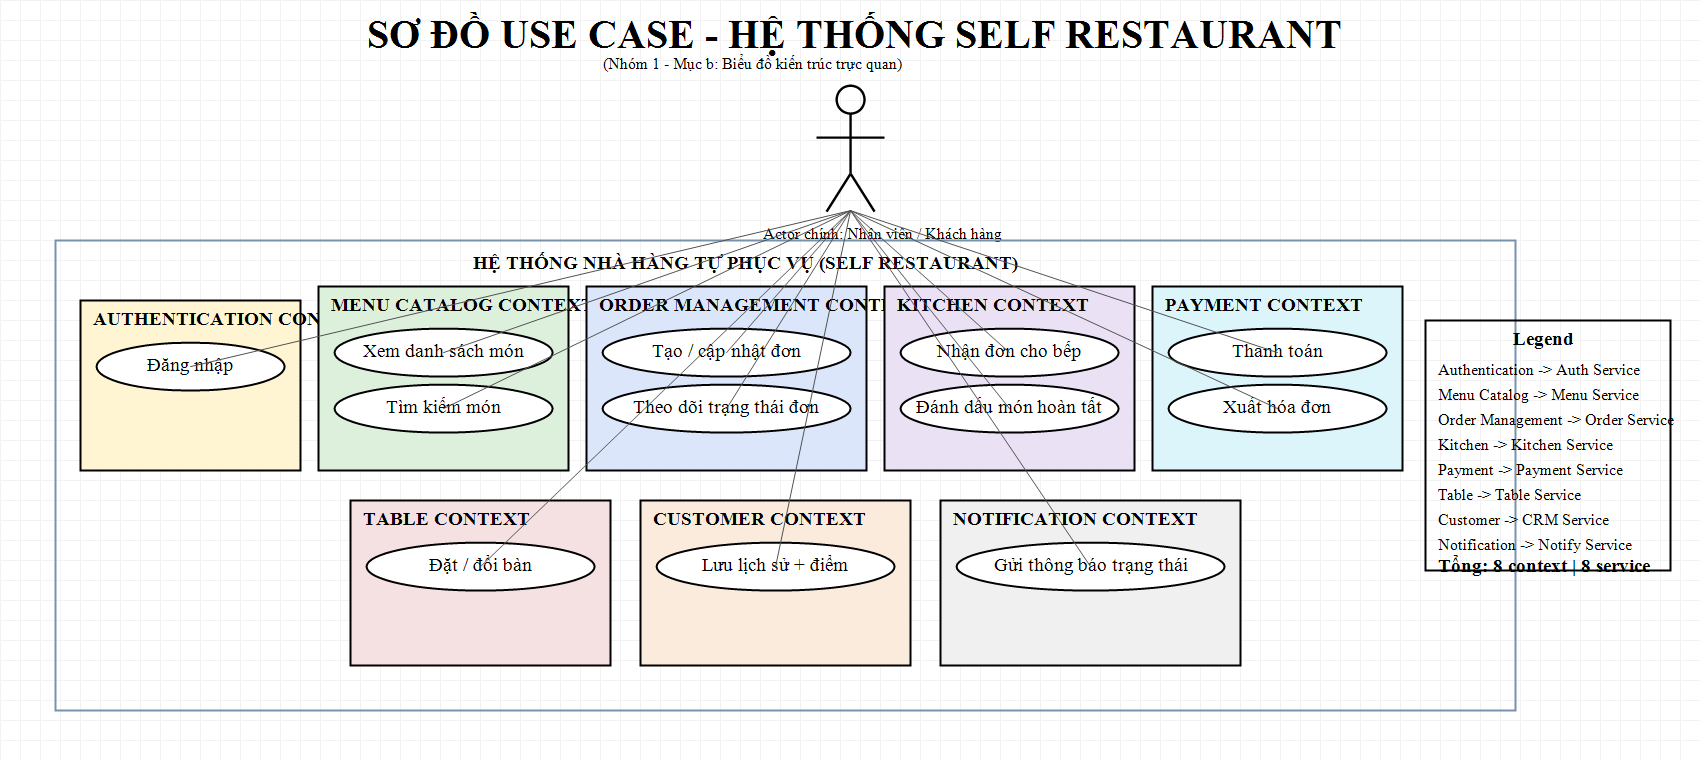 SƠ ĐỒ USE CASE - HỆ THỐNG SELF RESTAURANT
(Nhóm 1 - Mục b: Biểu đồ kiến trúc trực quan)
Actor chính: Nhân viên / Khách hàng
HỆ THỐNG NHÀ HÀNG TỰ PHỤC VỤ (SELF RESTAURANT)
AUTHENTICATION CON
Đăng nhập
MENU CATALOG CONTEXT
Xem danh sách món
Tìm kiếm món
ORDER MANAGEMENT CONTE
Tạo / cập nhật đơn
Theo dõi trạng thái đơn
KITCHEN CONTEXT
Nhận đơn cho bếp
Đánh dấu món hoàn tất
PAYMENT CONTEXT
Thanh toán
Xuất hóa đơn
TABLE CONTEXT
Đặt / đổi bàn
CUSTOMER CONTEXT
Lưu lịch sử + điểm
NOTIFICATION CONTEXT
Gửi thông báo trạng thái
Legend
Authentication -> Auth Service
Menu Catalog -> Menu Service
Order Management -> Order Service
Kitchen -> Kitchen Service
Payment -> Payment Service
Table -> Table Service
Customer -> CRM Service
Notification -> Notify Service
Tổng: 8 context | 8 service